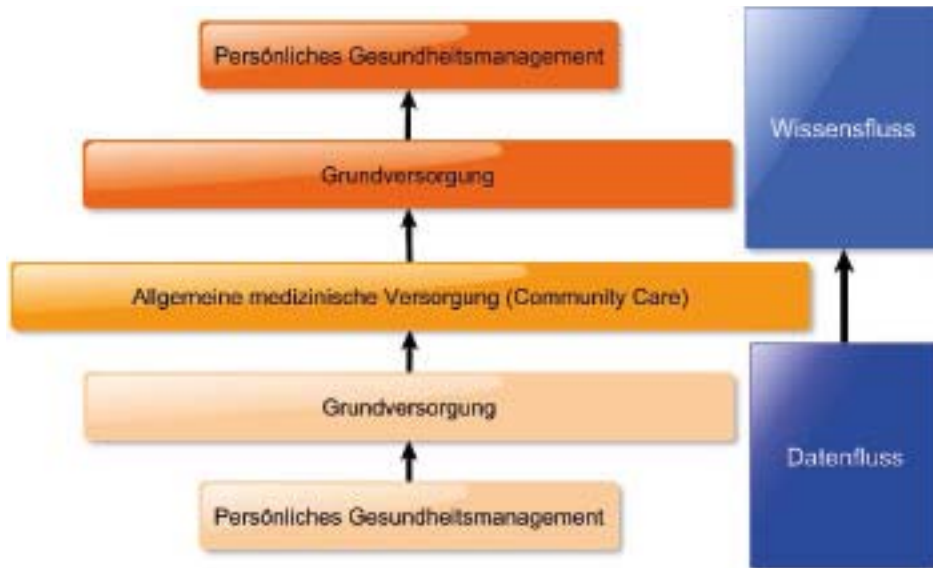 Persönliches Gesundheitsmanagement
Wissensfluss
Grundversorgung
Allgemeine medizinische Versorgung (Community Care)
Grundversorgung
Datenfluss
Persönliches Gesundheitsmanagement